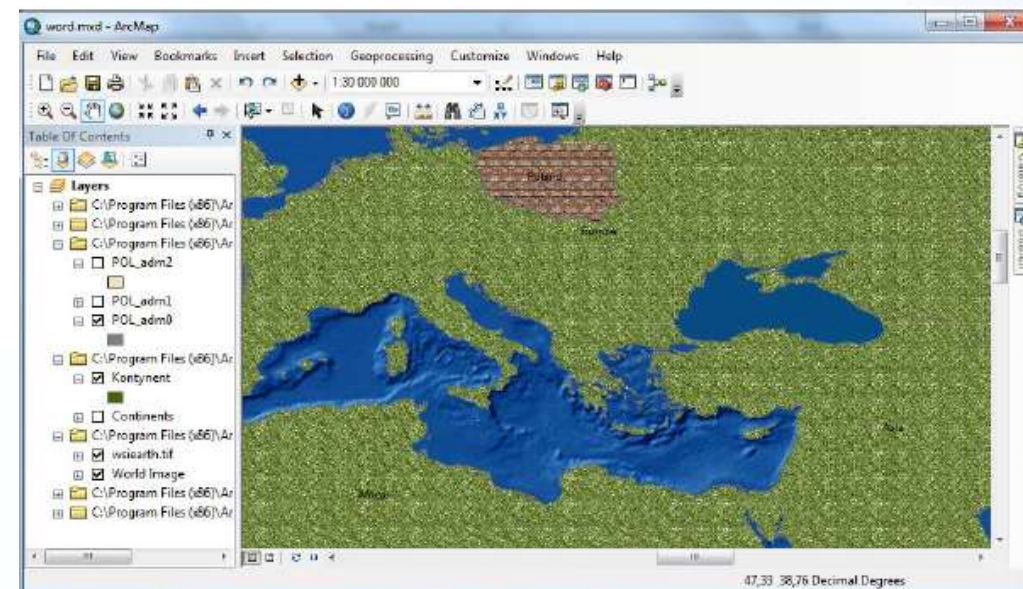 word.mxd - ArcMap
File Edit View Bookmarks Insert Selection Geoprocessing Customize Windows Help
1:30 000 000
Table Of Contents
Layers
C:\Program Files (x86)\Ar
C:\Program Files (x86)\Ar
C:\Program Files (x86)\Ar
POL_adm2
POL_adm1
POL_adm0
C:\Program Files (x86)\Ar
Kontynent
Continents
C:\Program Files (x86)\Ar
wsiearth.tif
World Image
C:\Program Files (x86)\Ar
C:\Program Files (x86)\Ar
Poland
Europe
Asia
Africa
47,33 38,76 Decimal Degrees